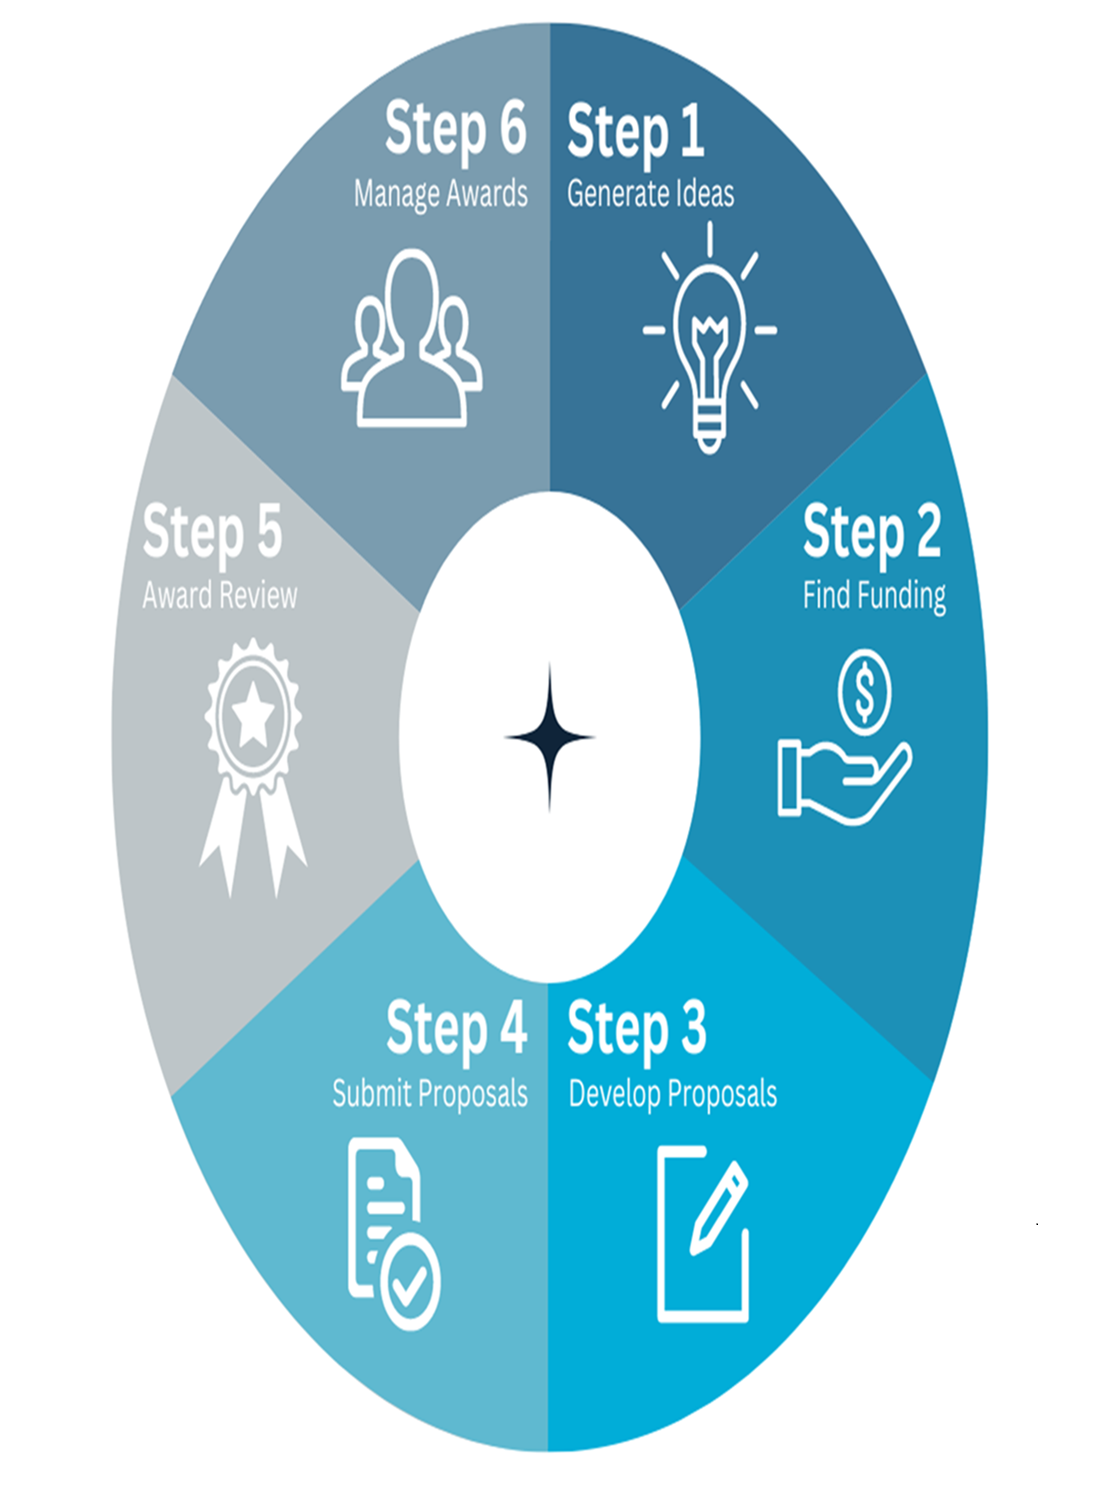 Step 1
Generate Ideas
Step 2
Find Funding
$
Step 3
Develop Proposals
Step 4
Submit Proposals
Step 5
Award Review
Step 6
Manage Awards